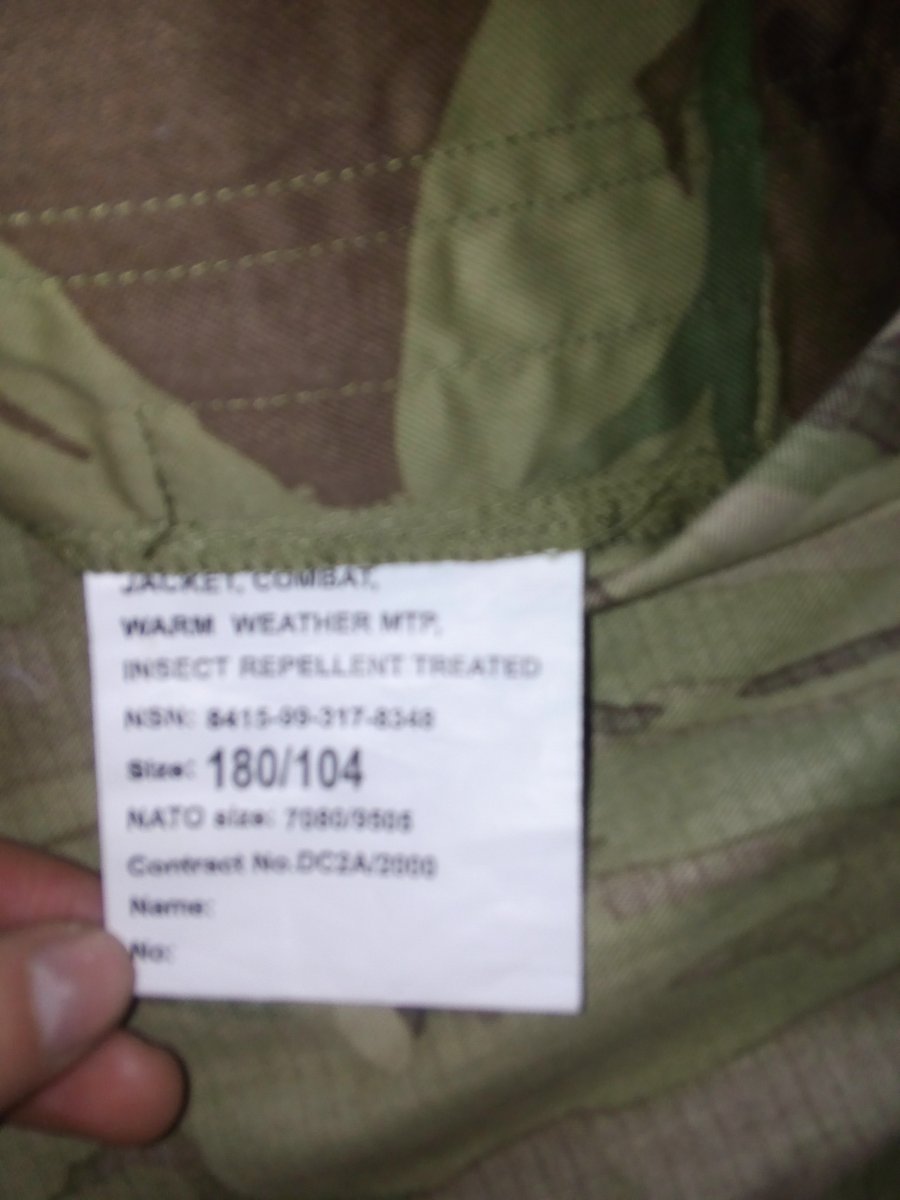 JACKET, COMBAT,
WARM WEATHER MTP,
INSECT REPELLENT TREATED
NSN: 8415-99-317-8348
Size: 180/104
NATO size: 7080/9505
Contract No.DC2A/2000
Name:
No: